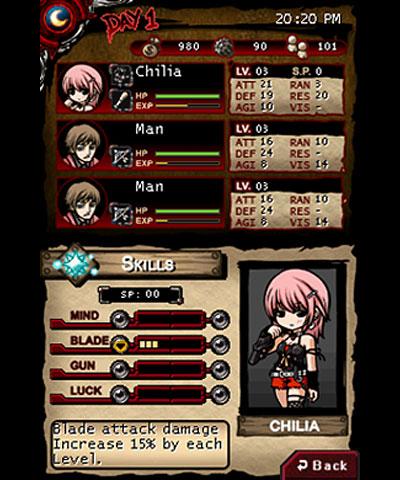 DAY 1
20:20 PM
980 90 101
Chilia
LV. 03 S.P. 0
HP
EXP
ATT 21 RAN 3
DEF 19 RES 20
AGI 10 VIS -
Man
LV. 03
HP
EXP
ATT 16 RAN 10
DEF 24 RES -
AGI 8 VIS 14
Man
LV. 03
HP
EXP
ATT 16 RAN 10
DEF 24 RES -
AGI 8 VIS 14
SKILLS
SP: 00
MIND
BLADE
GUN
LUCK
Blade attack damage
Increase 15% by each
Level.
CHILIA
Back